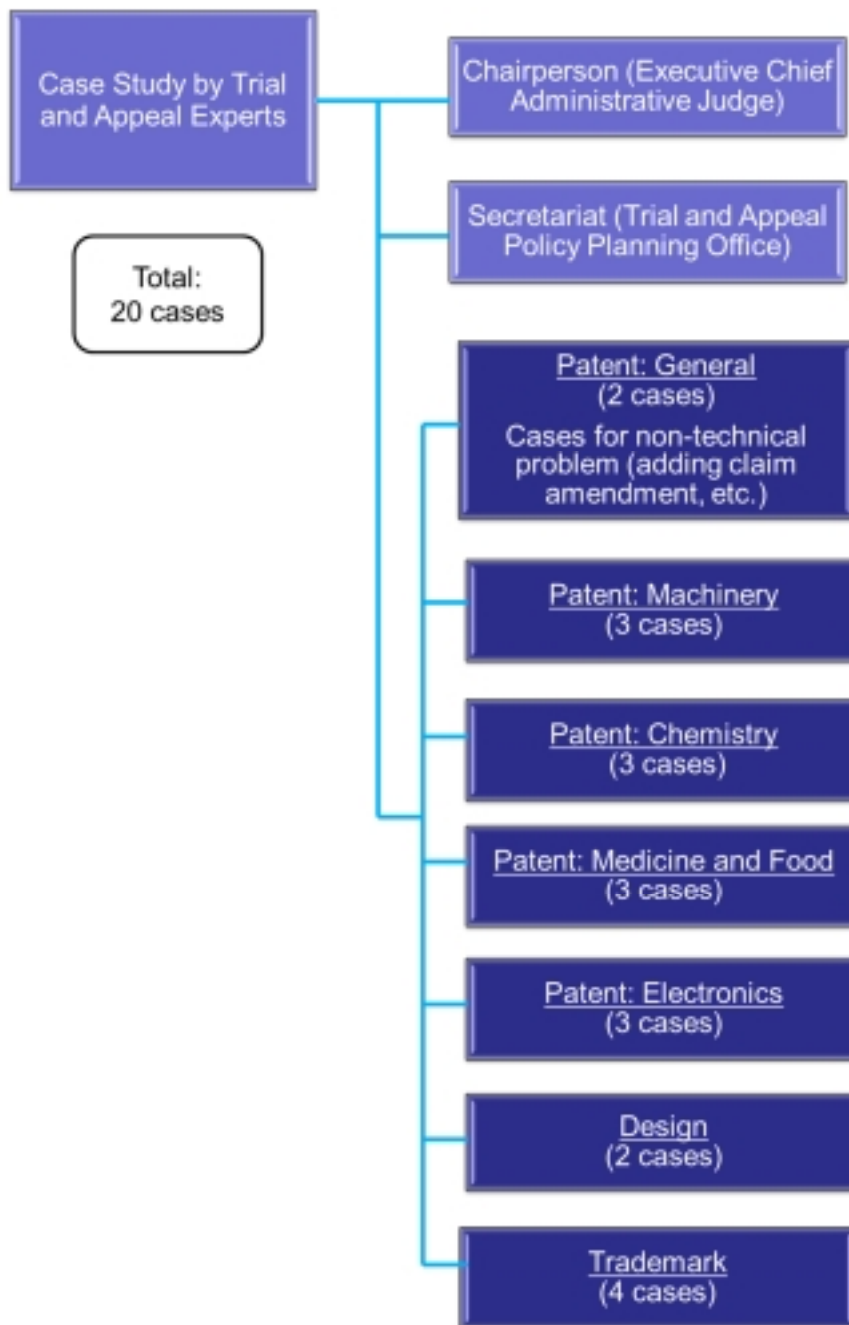 Case Study by Trial
and Appeal Experts
Total:
20 cases
Chairperson (Executive Chief
Administrative Judge)
Secretariat (Trial and Appeal
Policy Planning Office)
Patent: General
(2 cases)
Cases for non-technical
problem (adding claim
amendment, etc.)
Patent: Machinery
(3 cases)
Patent: Chemistry
(3 cases)
Patent: Medicine and Food
(3 cases)
Patent: Electronics
(3 cases)
Design
(2 cases)
Trademark
(4 cases)